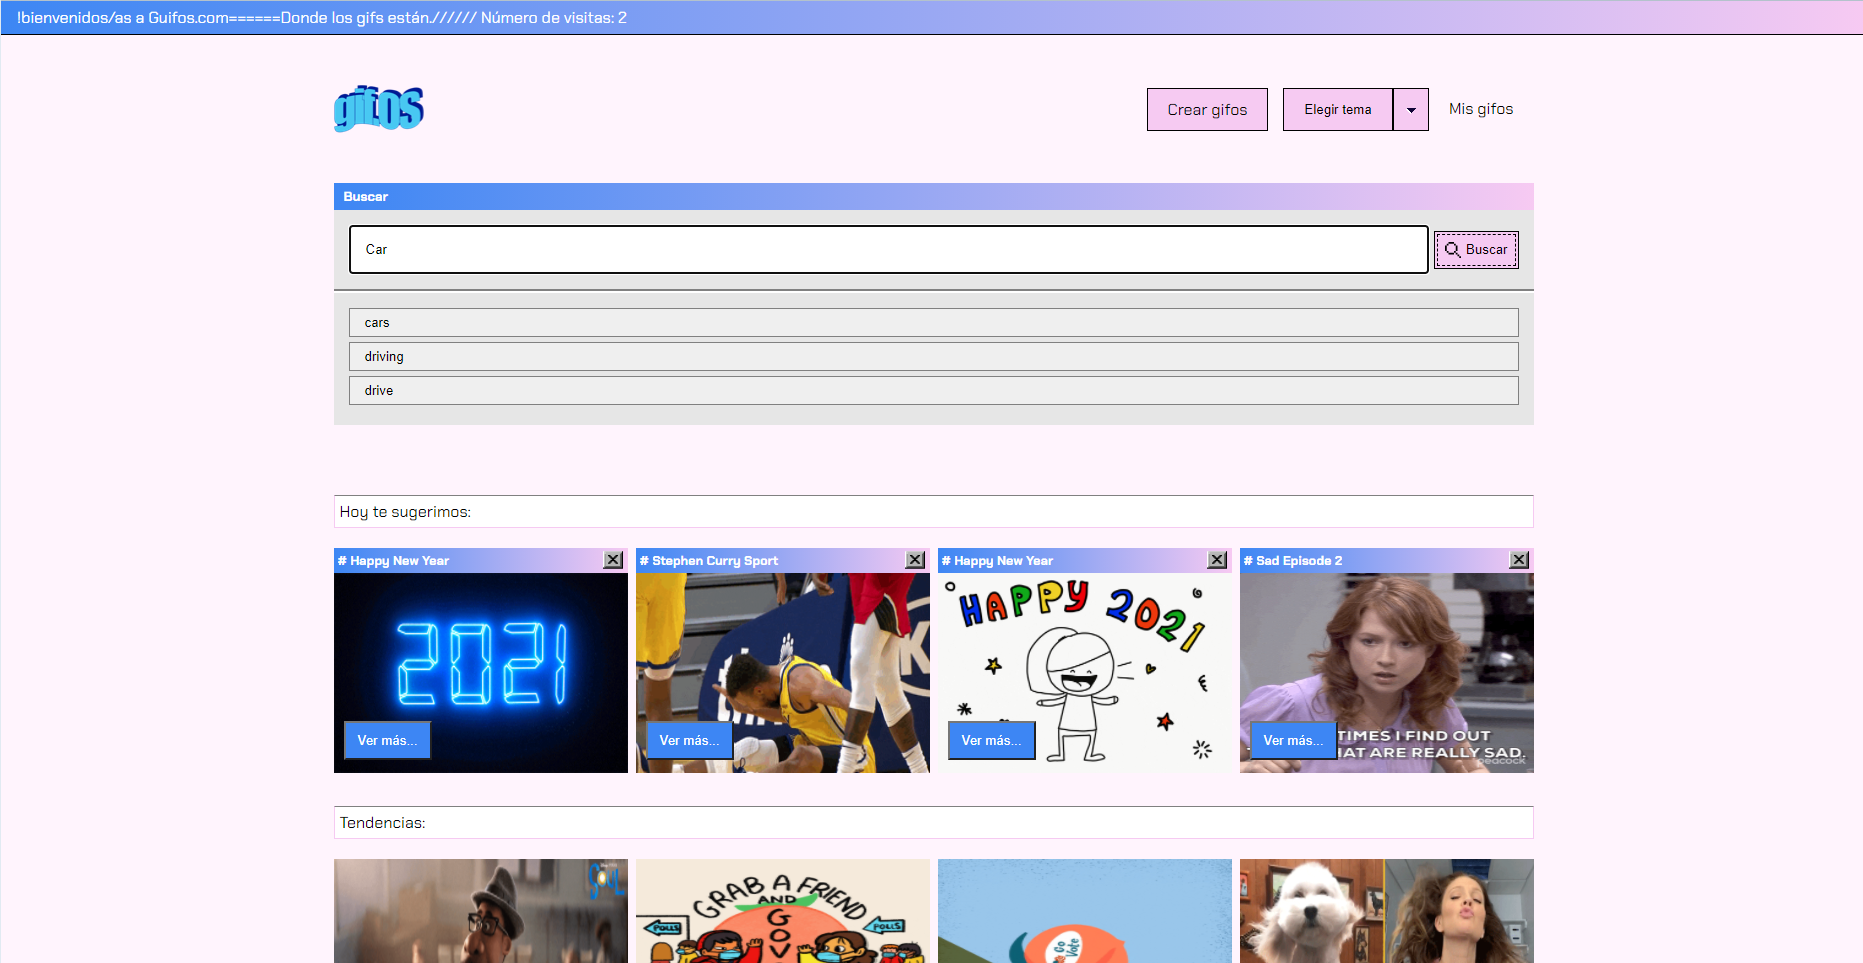 !bienvenidos/as a Guifos.com======Donde los gifs están.////// Número de visitas: 2
gifos
Crear gifos
Elegir tema
Mis gifos
Buscar
Car
Buscar
cars
driving
drive
Hoy te sugerimos:
# Happy New Year
# Stephen Curry Sport
# Happy New Year
# Sad Episode 2
2021
HAPPY 2021
TIMES I FIND OUT
HAT ARE REALLY SAD.
peacock
Ver más...
Ver más...
Ver más...
Ver más...
Tendencias:
SOUL
GRAB A FRIEND
AND
GOV
POLLS
POLLS
Go
Vote